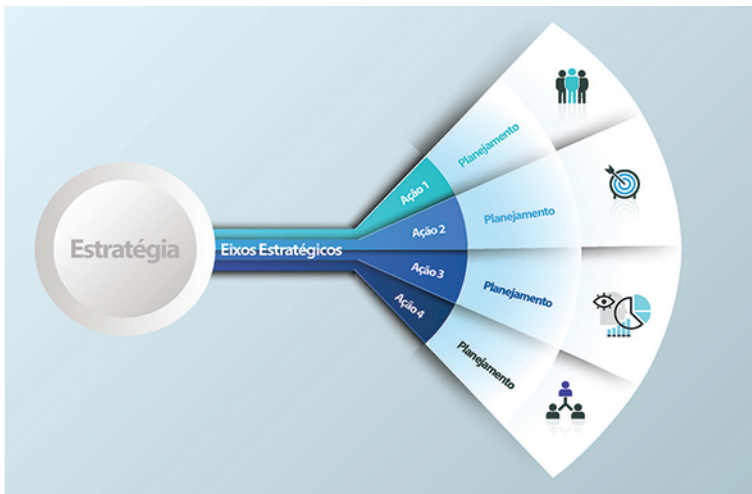 Estratégia
Eixos Estratégicos
Ação 1
Planejamento
Ação 2
Planejamento
Ação 3
Planejamento
Ação 4
Planejamento